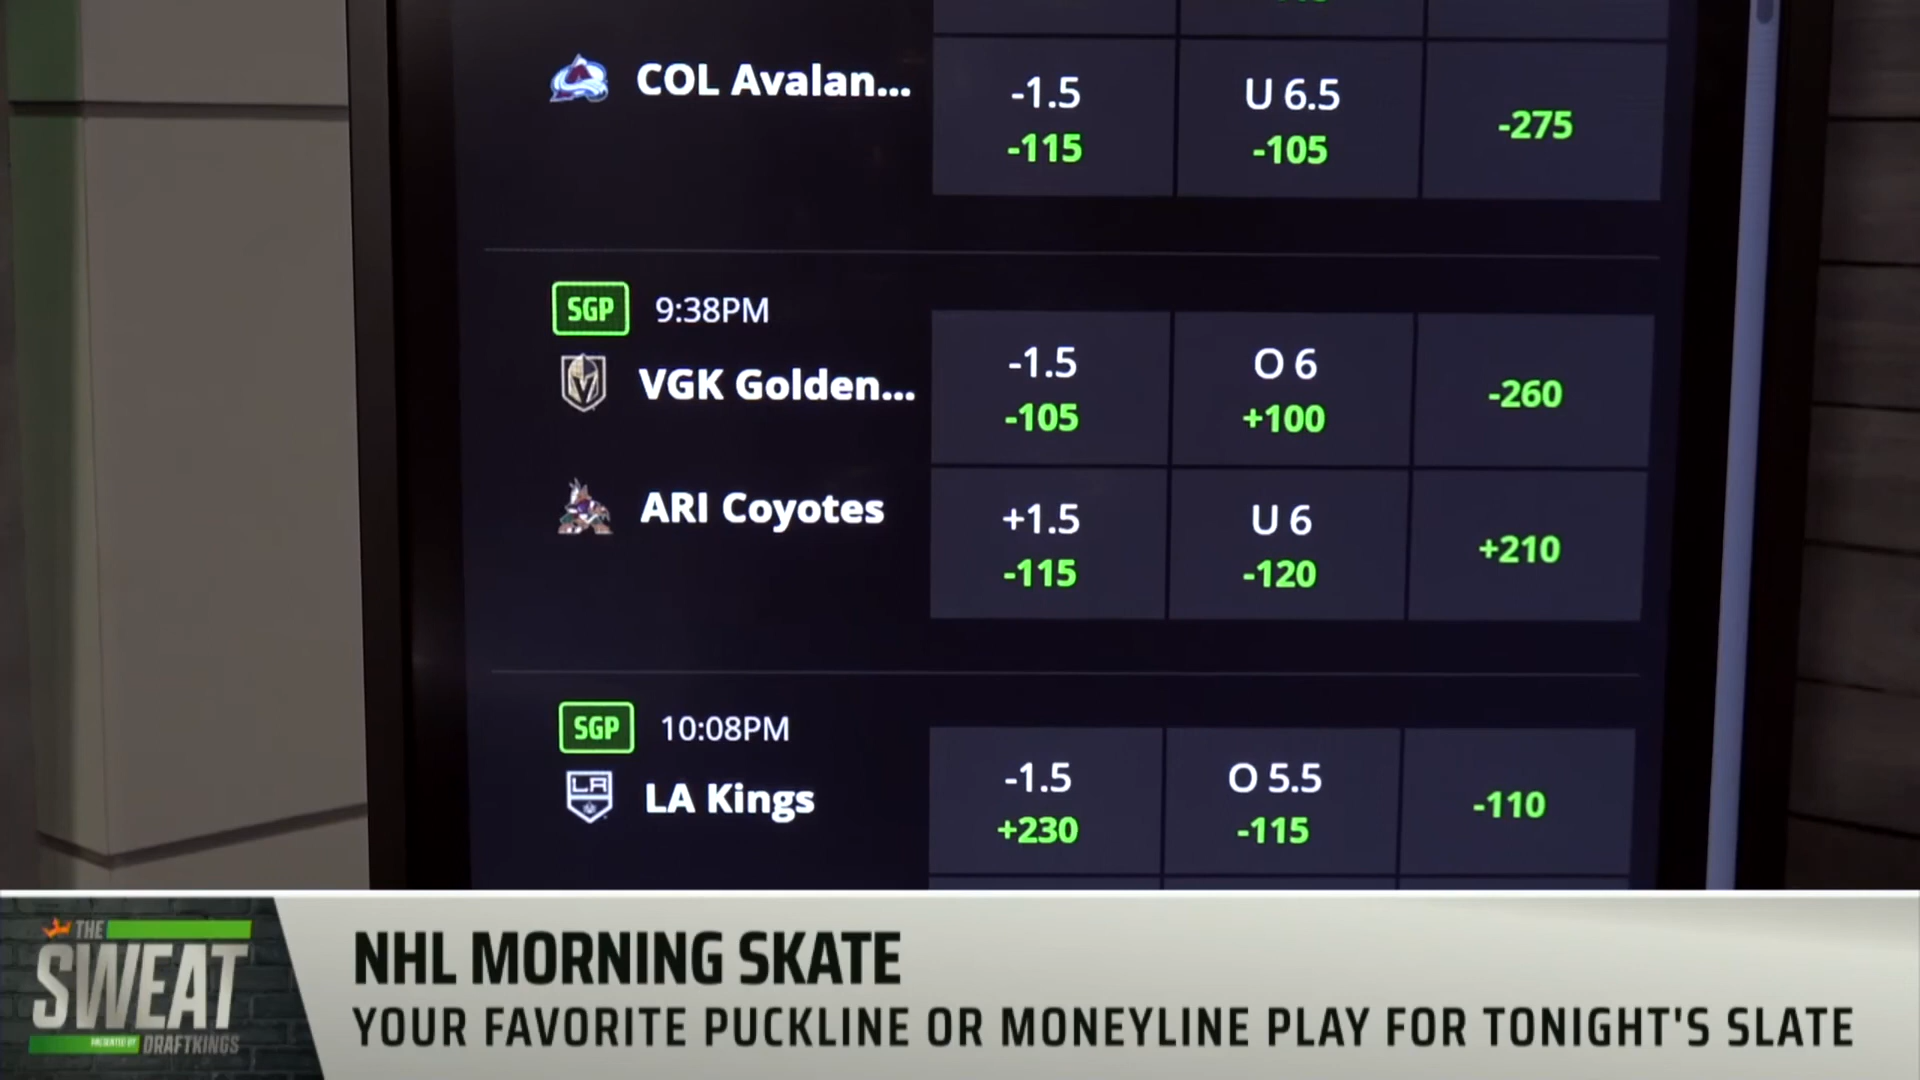 COL Avalan...
-1.5
U 6.5
-275
-115
-105
SGP 9:38PM
VGK Golden...
-1.5
O 6
-260
-105
+100
ARI Coyotes
+1.5
U 6
+210
-115
-120
SGP 10:08PM
LA Kings
-1.5
O 5.5
-110
+230
-115
THE
SWEAT
PRESENTED BY DRAFTKINGS
NHL MORNING SKATE
YOUR FAVORITE PUCKLINE OR MONEYLINE PLAY FOR TONIGHT'S SLATE